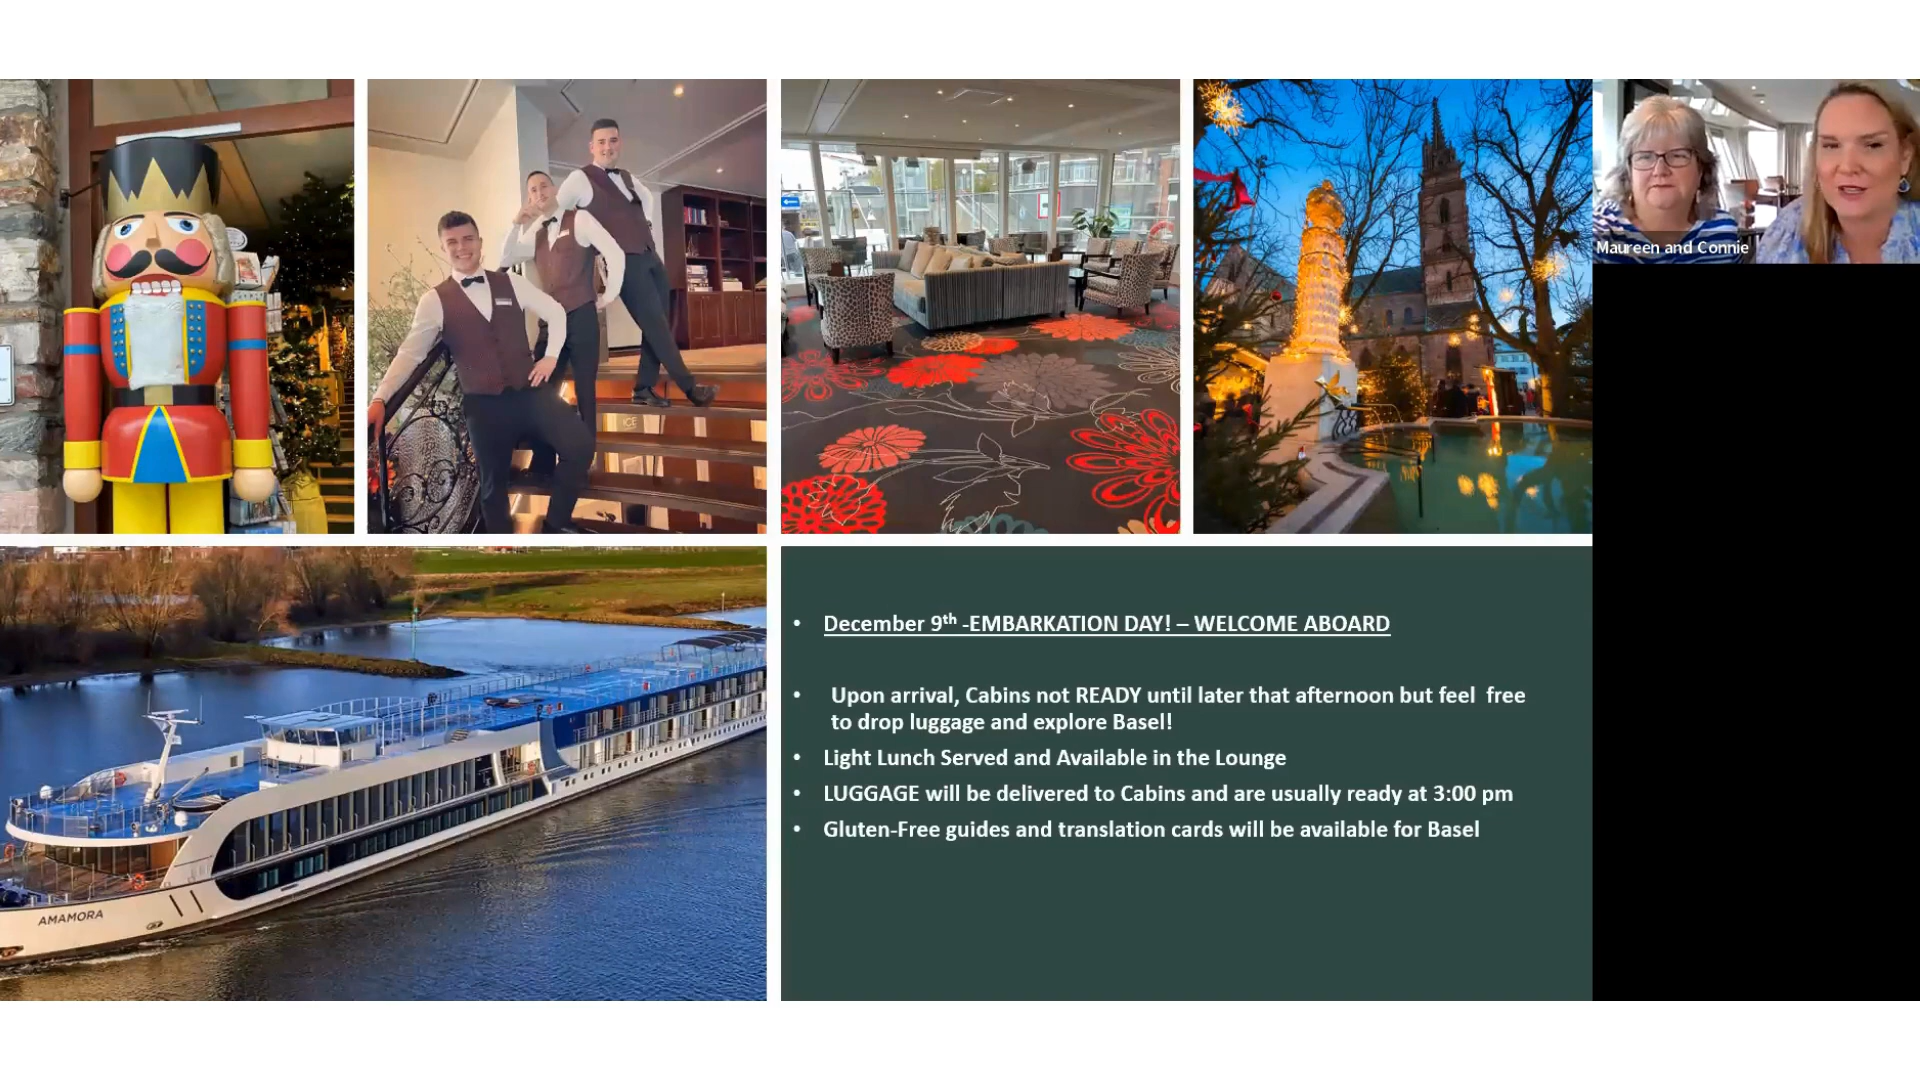 Maureen and Connie
ICE
AMAMORA
• December 9th -EMBARKATION DAY! – WELCOME ABOARD
• Upon arrival, Cabins not READY until later that afternoon but feel free
to drop luggage and explore Basel!
• Light Lunch Served and Available in the Lounge
• LUGGAGE will be delivered to Cabins and are usually ready at 3:00 pm
• Gluten-Free guides and translation cards will be available for Basel